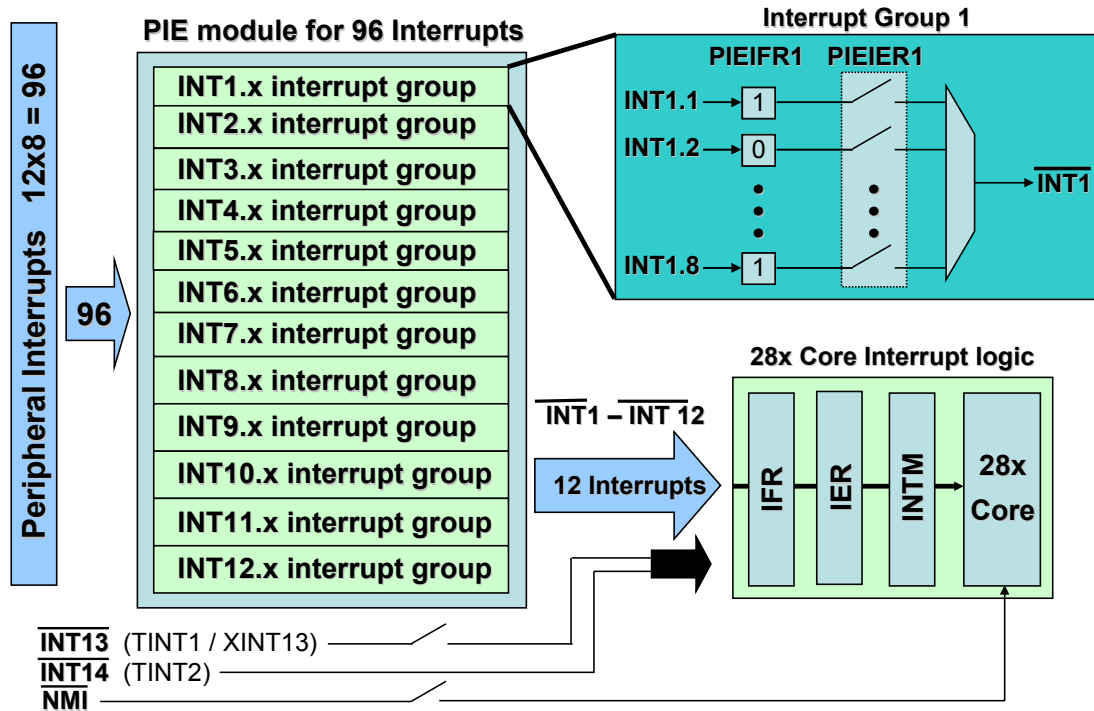 Peripheral Interrupts 12x8 = 96
96
PIE module for 96 Interrupts
INT1.x interrupt group
INT2.x interrupt group
INT3.x interrupt group
INT4.x interrupt group
INT5.x interrupt group
INT6.x interrupt group
INT7.x interrupt group
INT8.x interrupt group
INT9.x interrupt group
INT10.x interrupt group
INT11.x interrupt group
INT12.x interrupt group
Interrupt Group 1
PIEIFR1 PIEIER1
INT1.1 1
INT1.2 0
INT1
INT1.8 1
28x Core Interrupt logic
INT1 – INT 12
12 Interrupts
IFR
IER
INTM
28x
Core
INT13 (TINT1 / XINT13)
INT14 (TINT2)
NMI